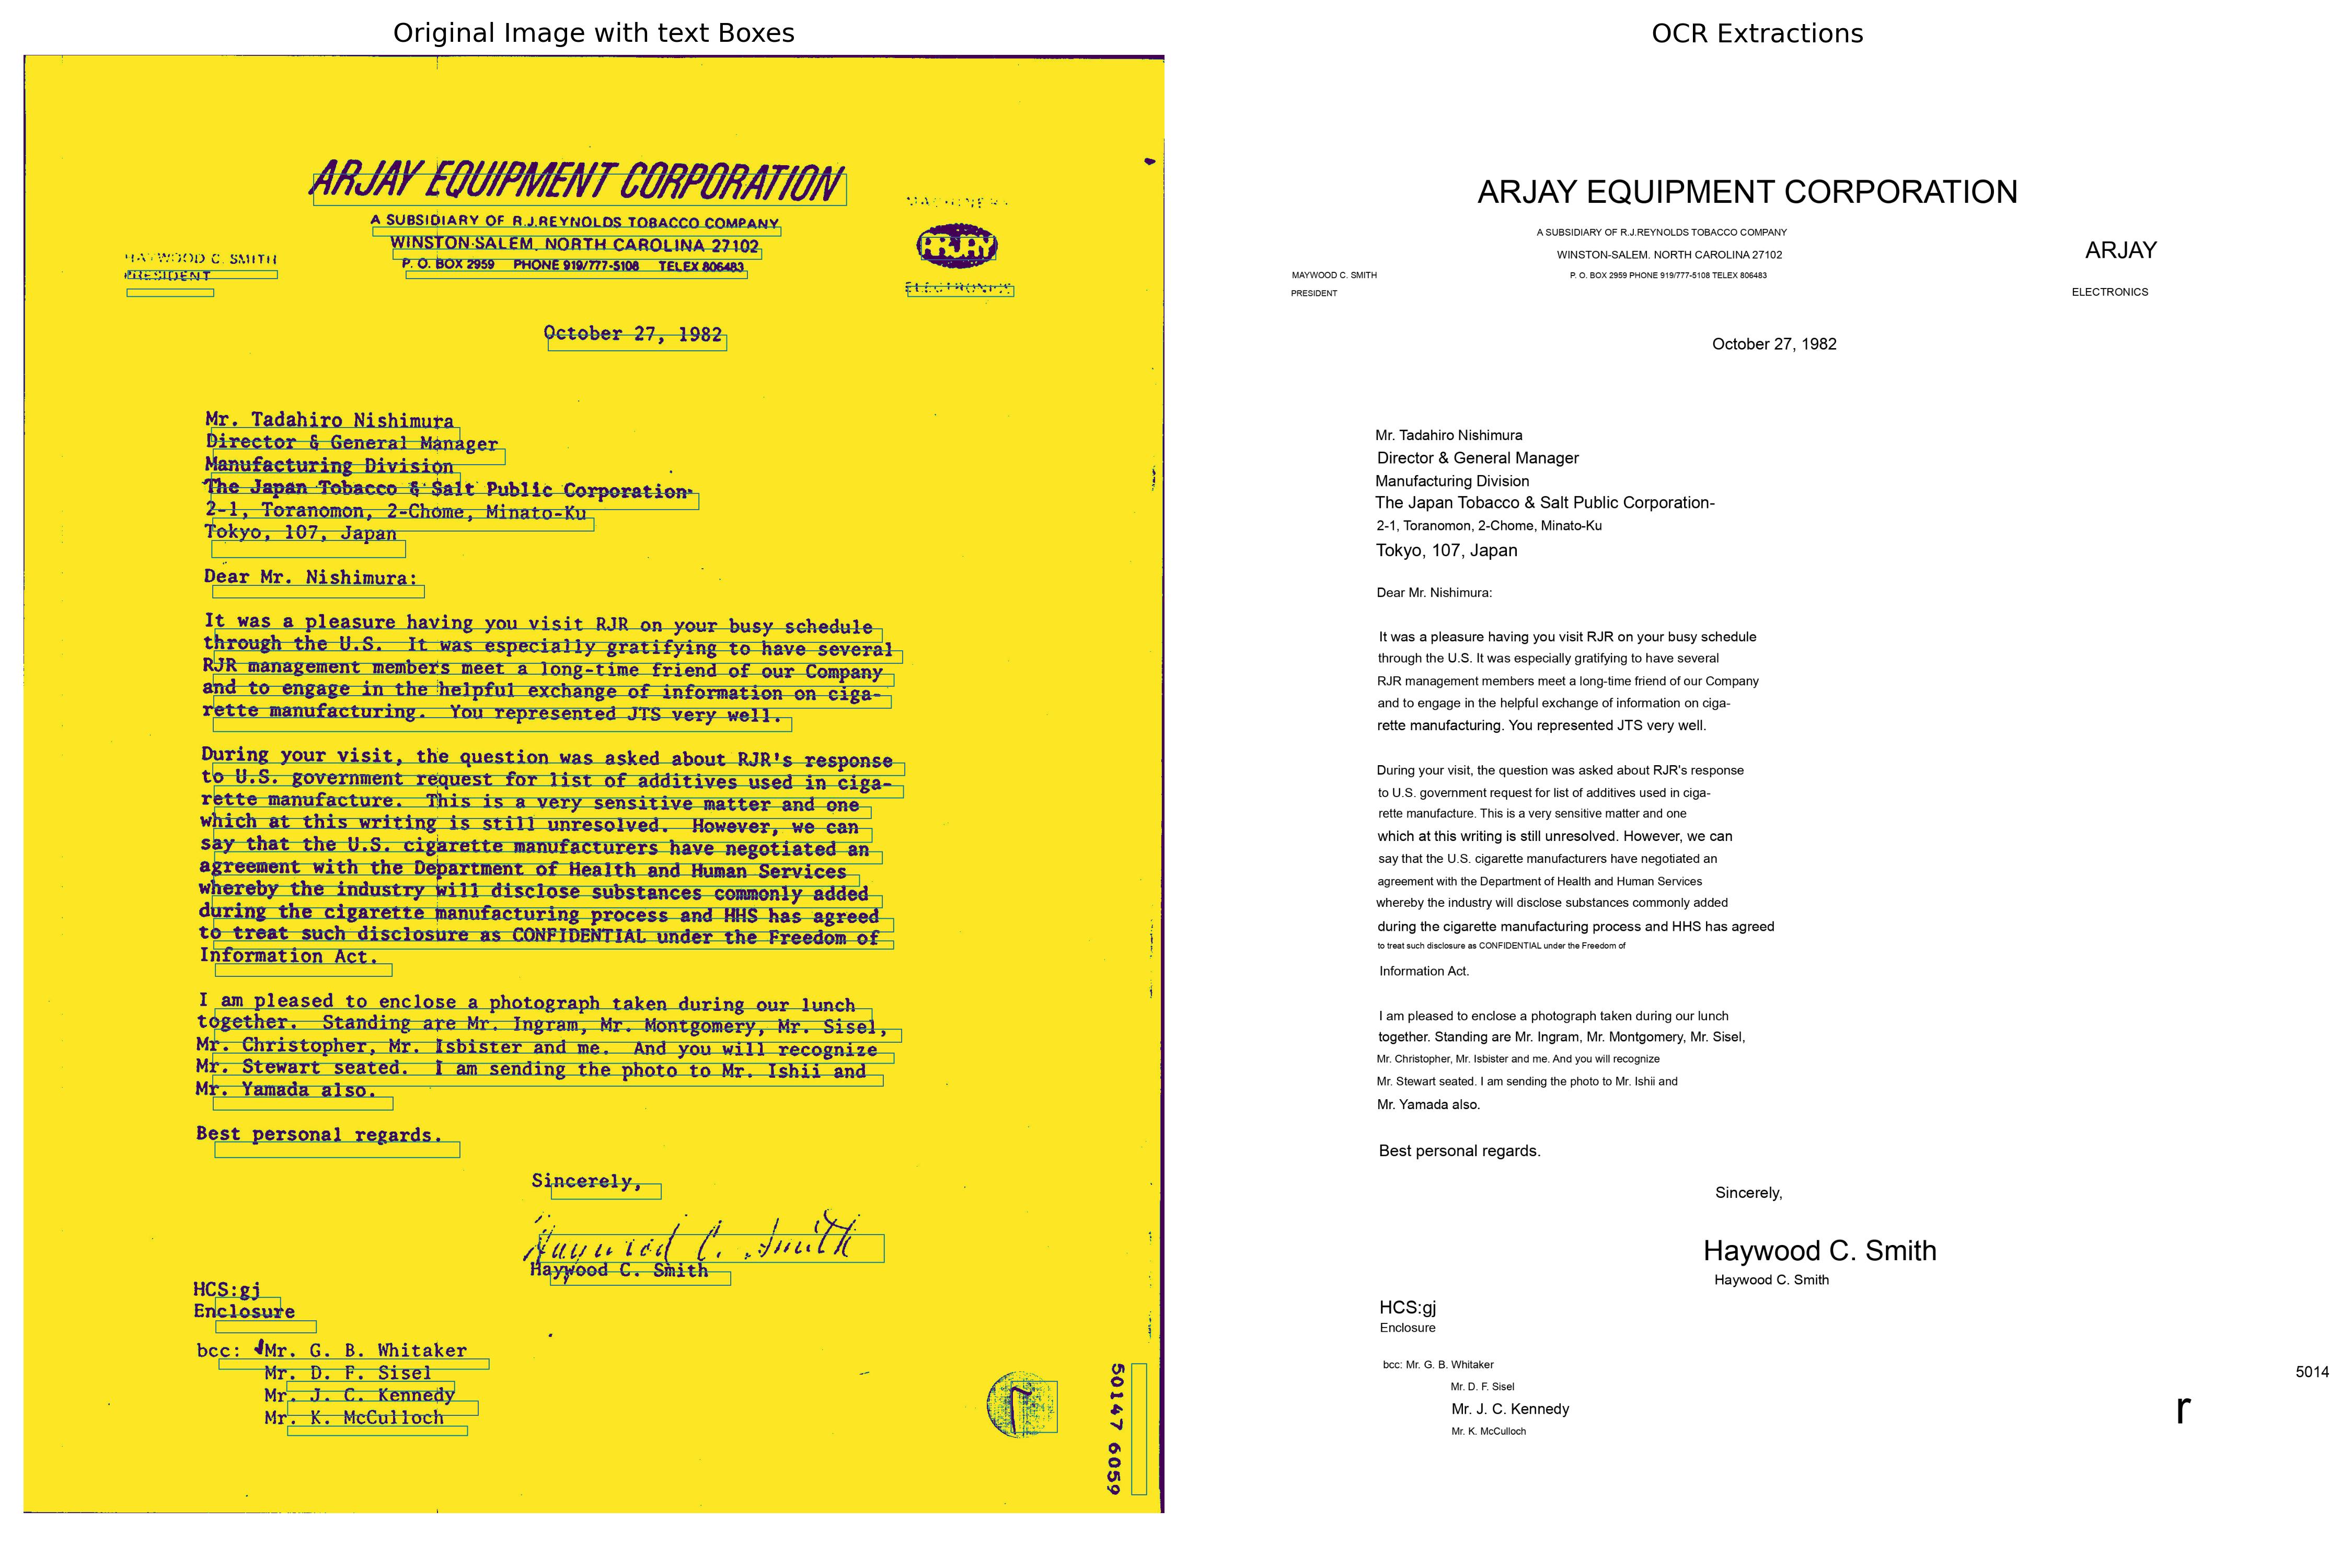 Original Image with text Boxes
ARJAY EQUIPMENT CORPORATION
A SUBSIDIARY OF R.J.REYNOLDS TOBACCO COMPANY
WINSTON-SALEM, NORTH CAROLINA 27102
P. O. BOX 2959 PHONE 919/777-5108 TELEX 806483
HAYWOOD C. SMITH
PRESIDENT
MACHINERY
ARJAY
ELECTRONICS
October 27, 1982
Mr. Tadahiro Nishimura
Director & General Manager
Manufacturing Division
The Japan Tobacco & Salt Public Corporation
2-1, Toranomon, 2-Chome, Minato-Ku
Tokyo, 107, Japan
Dear Mr. Nishimura:
It was a pleasure having you visit RJR on your busy schedule
through the U.S. It was especially gratifying to have several
RJR management members meet a long-time friend of our Company
and to engage in the helpful exchange of information on ciga-
rette manufacturing. You represented JTS very well.
During your visit, the question was asked about RJR's response
to U.S. government request for list of additives used in ciga-
rette manufacture. This is a very sensitive matter and one
which at this writing is still unresolved. However, we can
say that the U.S. cigarette manufacturers have negotiated an
agreement with the Department of Health and Human Services
whereby the industry will disclose substances commonly added
during the cigarette manufacturing process and HHS has agreed
to treat such disclosure as CONFIDENTIAL under the Freedom of
Information Act.
I am pleased to enclose a photograph taken during our lunch
together. Standing are Mr. Ingram, Mr. Montgomery, Mr. Sisel,
Mr. Christopher, Mr. Isbister and me. And you will recognize
Mr. Stewart seated. I am sending the photo to Mr. Ishii and
Mr. Yamada also.
Best personal regards.
Sincerely,
Haywood C. Smith
Haywood C. Smith
HCS:gj
Enclosure
bcc: Mr. G. B. Whitaker
Mr. D. F. Sisel
Mr. J. C. Kennedy
Mr. K. McCulloch
50147 6059
OCR Extractions
ARJAY EQUIPMENT CORPORATION
A SUBSIDIARY OF R.J.REYNOLDS TOBACCO COMPANY
WINSTON-SALEM. NORTH CAROLINA 27102
P. O. BOX 2959 PHONE 919/777-5108 TELEX 806483
MAYWOOD C. SMITH
PRESIDENT
ARJAY
ELECTRONICS
October 27, 1982
Mr. Tadahiro Nishimura
Director & General Manager
Manufacturing Division
The Japan Tobacco & Salt Public Corporation-
2-1, Toranomon, 2-Chome, Minato-Ku
Tokyo, 107, Japan
Dear Mr. Nishimura:
It was a pleasure having you visit RJR on your busy schedule
through the U.S. It was especially gratifying to have several
RJR management members meet a long-time friend of our Company
and to engage in the helpful exchange of information on ciga-
rette manufacturing. You represented JTS very well.
During your visit, the question was asked about RJR's response
to U.S. government request for list of additives used in ciga-
rette manufacture. This is a very sensitive matter and one
which at this writing is still unresolved. However, we can
say that the U.S. cigarette manufacturers have negotiated an
agreement with the Department of Health and Human Services
whereby the industry will disclose substances commonly added
during the cigarette manufacturing process and HHS has agreed
to treat such disclosure as CONFIDENTIAL under the Freedom of
Information Act.
I am pleased to enclose a photograph taken during our lunch
together. Standing are Mr. Ingram, Mr. Montgomery, Mr. Sisel,
Mr. Christopher, Mr. Isbister and me. And you will recognize
Mr. Stewart seated. I am sending the photo to Mr. Ishii and
Mr. Yamada also.
Best personal regards.
Sincerely,
Haywood C. Smith
Haywood C. Smith
HCS:gj
Enclosure
bcc: Mr. G. B. Whitaker
Mr. D. F. Sisel
Mr. J. C. Kennedy
Mr. K. McCulloch
5014
r